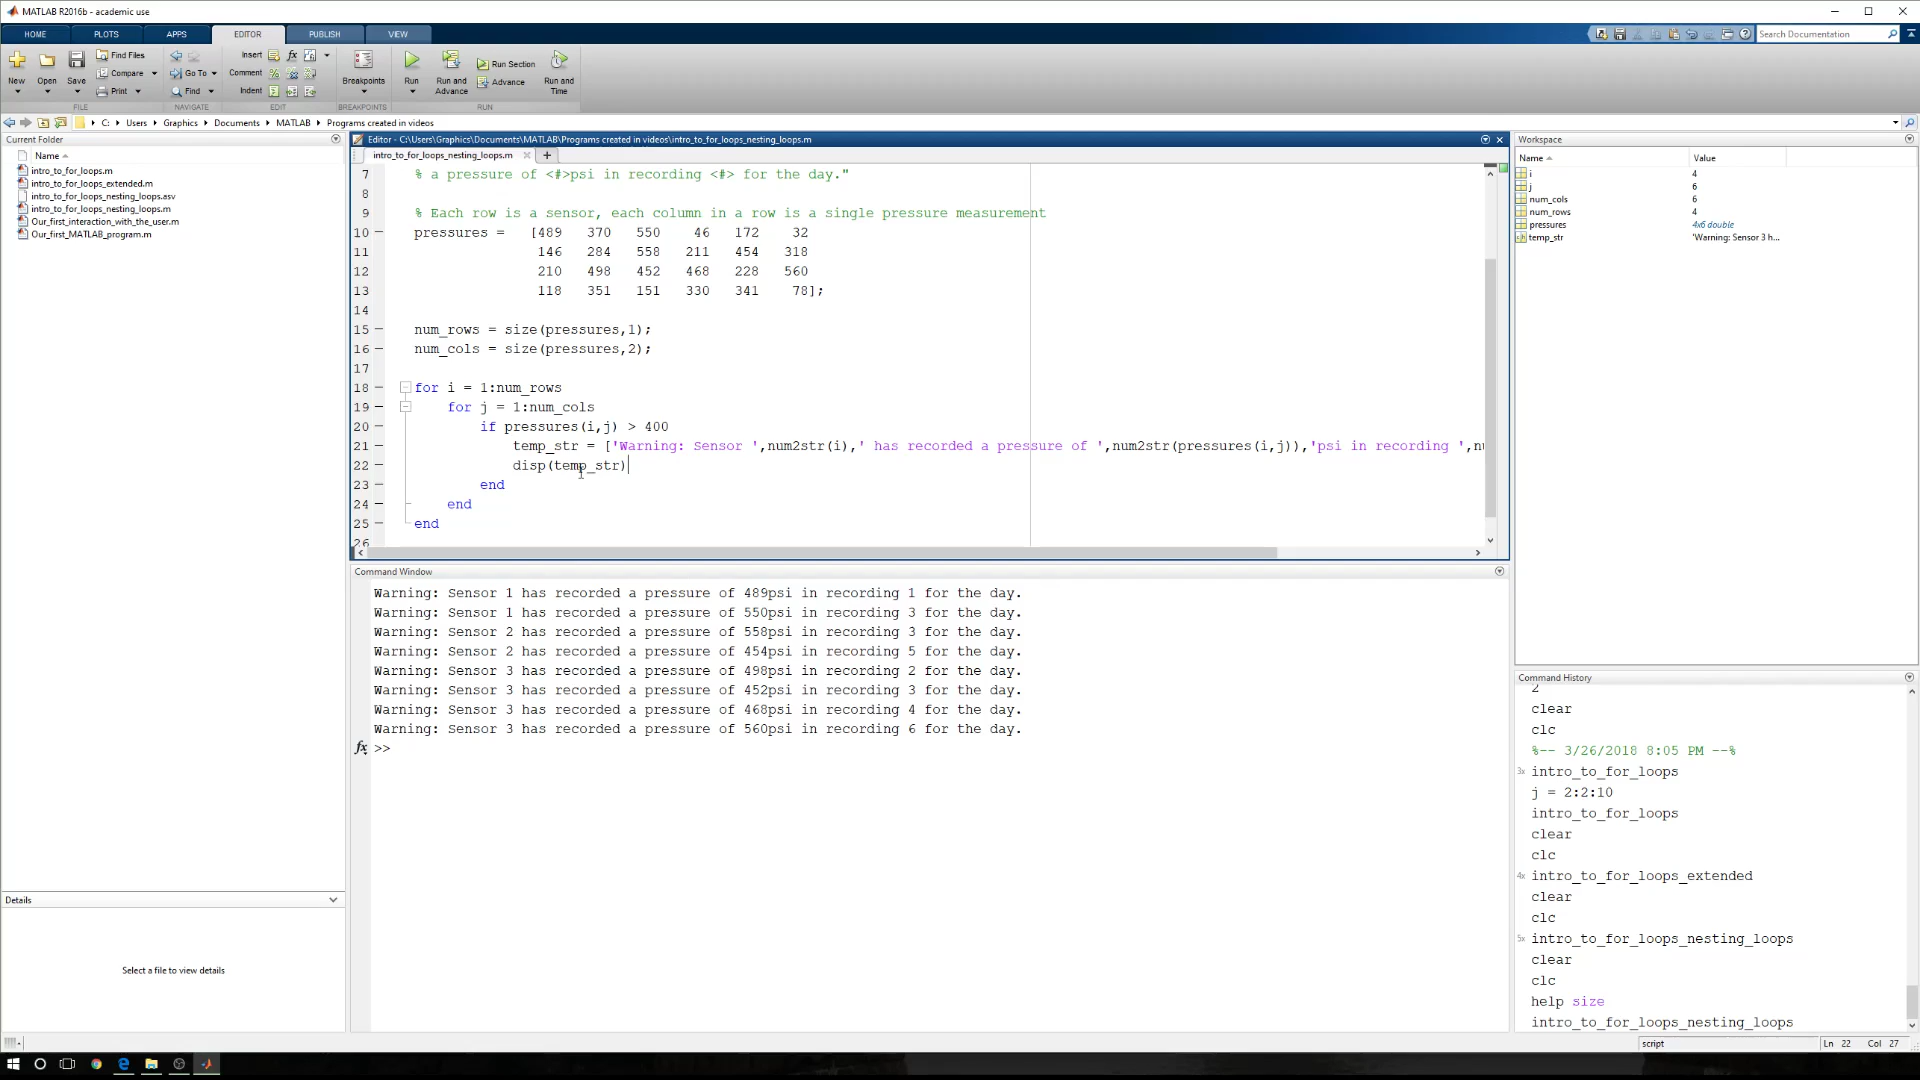 MATLAB R2016b - academic use
HOME PLOTS APPS EDITOR PUBLISH VIEW
Search Documentation
New Open Save Find Files Compare Print
Go To Find
Insert fx Comment Indent
Breakpoints
Run Run and Advance Run Section Advance Run and Time
FILE NAVIGATE EDIT BREAKPOINTS RUN
C: Users Graphics Documents MATLAB Programs created in videos
Current Folder
Name
intro_to_for_loops.m
intro_to_for_loops_extended.m
intro_to_for_loops_nesting_loops.asv
intro_to_for_loops_nesting_loops.m
Our_first_interaction_with_the_user.m
Our_first_MATLAB_program.m
Details
Select a file to view details
Editor - C:\Users\Graphics\Documents\MATLAB\Programs created in videos\intro_to_for_loops_nesting_loops.m
intro_to_for_loops_nesting_loops.m
7 % a pressure of <#>psi in recording <#> for the day."
8
9 % Each row is a sensor, each column in a row is a single pressure measurement
10 pressures = [489 370 550 46 172 32
11 146 284 558 211 454 318
12 210 498 452 468 228 560
13 118 351 151 330 341 78];
14
15 num_rows = size(pressures,1);
16 num_cols = size(pressures,2);
17
18 for i = 1:num_rows
19 for j = 1:num_cols
20 if pressures(i,j) > 400
21 temp_str = ['Warning: Sensor ',num2str(i),' has recorded a pressure of ',num2str(pressures(i,j)),'psi in recording ',nu
22 disp(temp_str)
23 end
24 end
25 end
26
Command Window
Warning: Sensor 1 has recorded a pressure of 489psi in recording 1 for the day.
Warning: Sensor 1 has recorded a pressure of 550psi in recording 3 for the day.
Warning: Sensor 2 has recorded a pressure of 558psi in recording 3 for the day.
Warning: Sensor 2 has recorded a pressure of 454psi in recording 5 for the day.
Warning: Sensor 3 has recorded a pressure of 498psi in recording 2 for the day.
Warning: Sensor 3 has recorded a pressure of 452psi in recording 3 for the day.
Warning: Sensor 3 has recorded a pressure of 468psi in recording 4 for the day.
Warning: Sensor 3 has recorded a pressure of 560psi in recording 6 for the day.
fx >>
Workspace
Name Value
i 4
j 6
num_cols 6
num_rows 4
pressures 4x6 double
temp_str 'Warning: Sensor 3 h...
Command History
2
clear
clc
%-- 3/26/2018 8:05 PM --%
3x intro_to_for_loops
j = 2:2:10
intro_to_for_loops
clear
clc
4x intro_to_for_loops_extended
clear
clc
5x intro_to_for_loops_nesting_loops
clear
clc
help size
intro_to_for_loops_nesting_loops
script Ln 22 Col 27